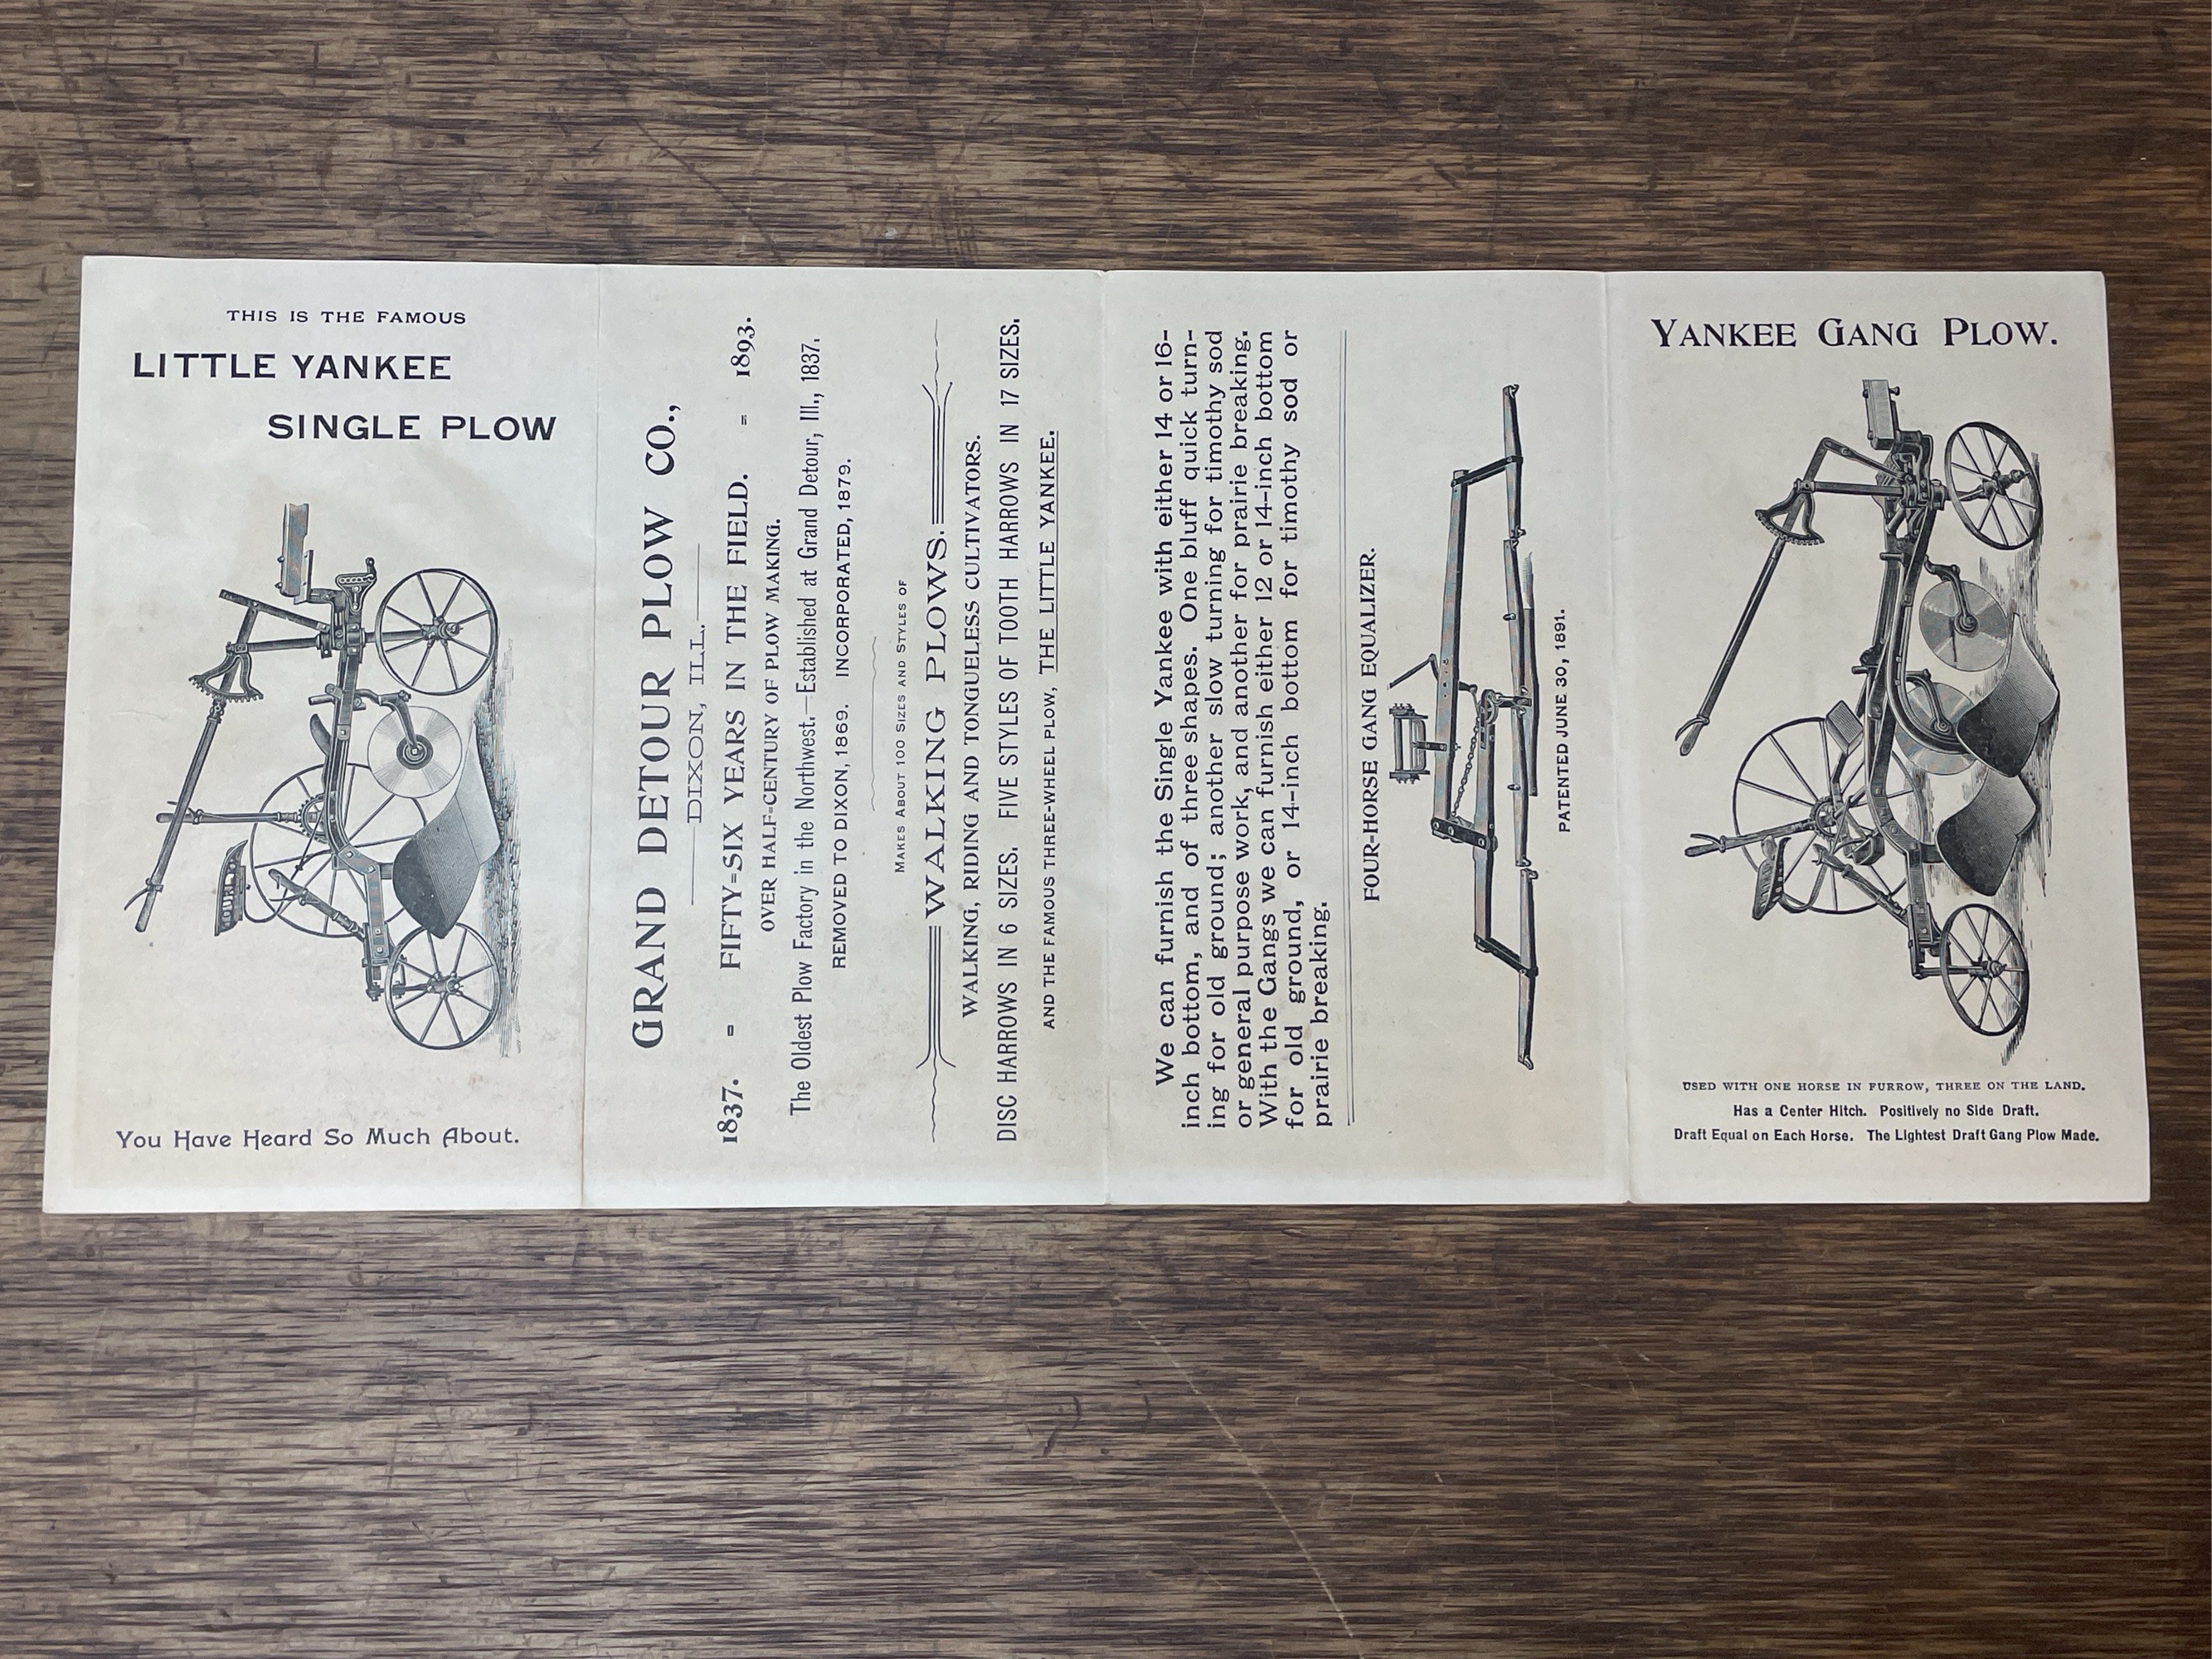 THIS IS THE FAMOUS
LITTLE YANKEE
SINGLE PLOW
You Have Heard So Much About.
GRAND DETOUR PLOW CO.,
DIXON, ILL.
1837. = FIFTY=SIX YEARS IN THE FIELD. = 1893.
OVER HALF=CENTURY OF PLOW MAKING.
The Oldest Plow Factory in the Northwest.—Established at Grand Detour, Ill., 1837.
REMOVED TO DIXON, 1869. INCORPORATED, 1879.
MAKES ABOUT 100 SIZES AND STYLES OF
WALKING PLOWS.
WALKING, RIDING AND TONGUELESS CULTIVATORS.
DISC HARROWS IN 6 SIZES. FIVE STYLES OF TOOTH HARROWS IN 17 SIZES.
AND THE FAMOUS THREE-WHEEL PLOW, THE LITTLE YANKEE.
We can furnish the Single Yankee with either 14 or 16-
inch bottom, and of three shapes. One bluff quick turn-
ing for old ground; another slow turning for timothy sod
or general purpose work, and another for prairie breaking.
With the Gangs we can furnish either 12 or 14-inch bottom
for old ground, or 14-inch bottom for timothy sod or
prairie breaking.
FOUR-HORSE GANG EQUALIZER.
PATENTED JUNE 30, 1891.
YANKEE GANG PLOW.
USED WITH ONE HORSE IN FURROW, THREE ON THE LAND.
Has a Center Hitch. Positively no Side Draft.
Draft Equal on Each Horse. The Lightest Draft Gang Plow Made.